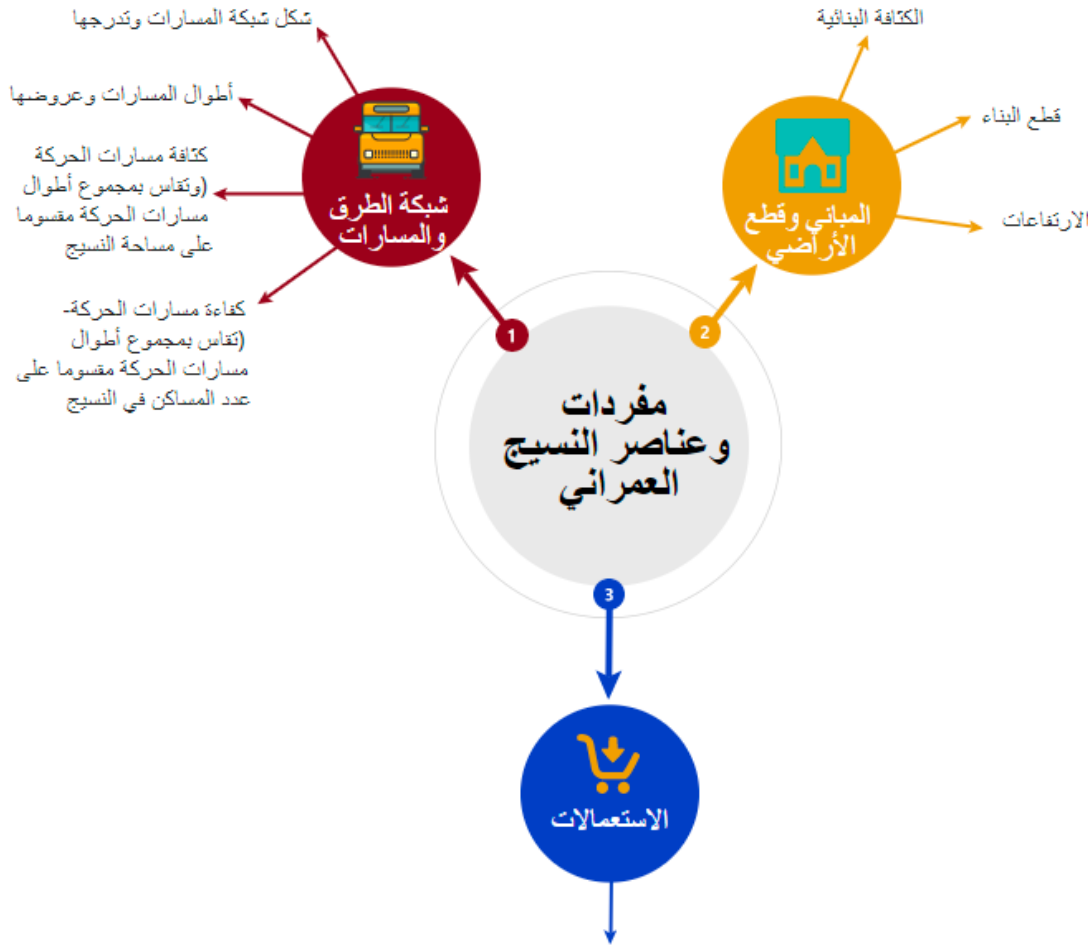 مفردات
وعناصر النسيج
العمراني
1
شبكة الطرق
والمسارات
شكل شبكة المسارات وتدرجها
أطوال المسارات وعروضها
كثافة مسارات الحركة
(وتقاس بمجموع أطوال
مسارات الحركة مقسوما
على مساحة النسيج
كفاءة مسارات الحركة-
(تقاس بمجموع أطوال
مسارات الحركة مقسوما على
عدد المساكن في النسيج
2
المباني وقطع
الأراضي
الكثافة البنائية
قطع البناء
الارتفاعات
3
الاستعمالات